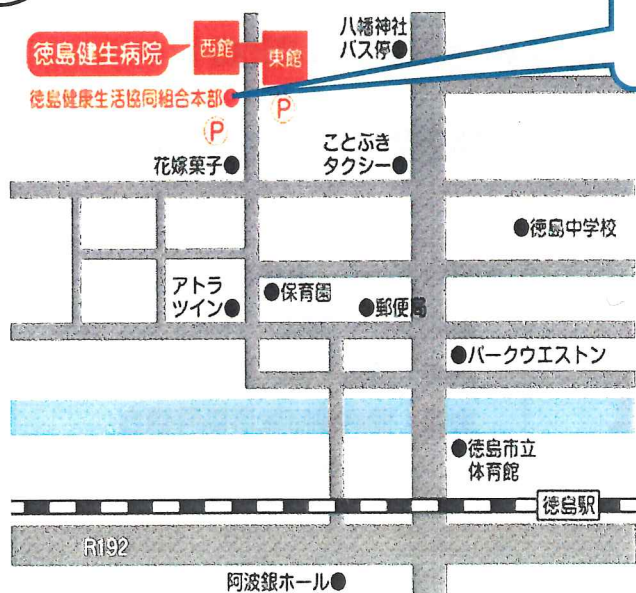 八幡神社
バス停
徳島健生病院
西館
東館
徳島健康生活協同組合本部
P
P
花嫁菓子
ことぶき
タクシー
徳島中学校
アトラ
ツイン
保育園
郵便局
パークウエストン
徳島市立
体育館
徳島駅
R192
阿波銀ホール